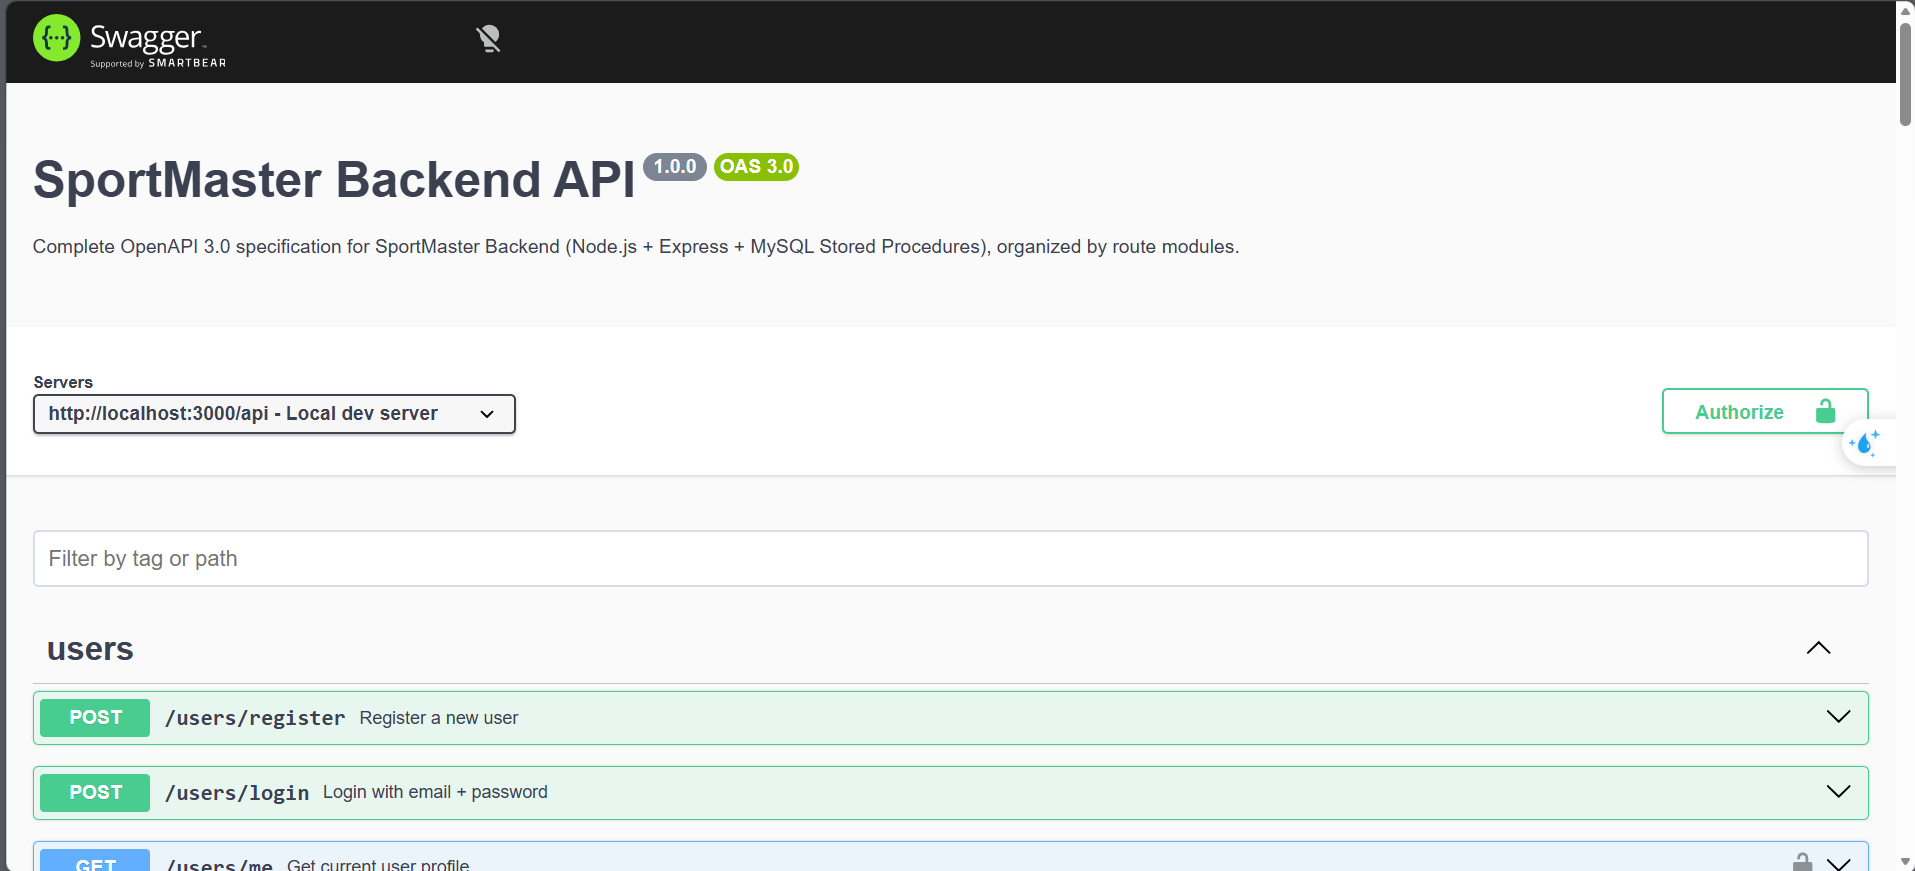 Swagger™
Supported by SMARTBEAR
SportMaster Backend API 1.0.0 OAS 3.0
Complete OpenAPI 3.0 specification for SportMaster Backend (Node.js + Express + MySQL Stored Procedures), organized by route modules.
Servers
http://localhost:3000/api - Local dev server
Authorize
Filter by tag or path
users
POST /users/register Register a new user
POST /users/login Login with email + password
GET /users/me Get current user profile